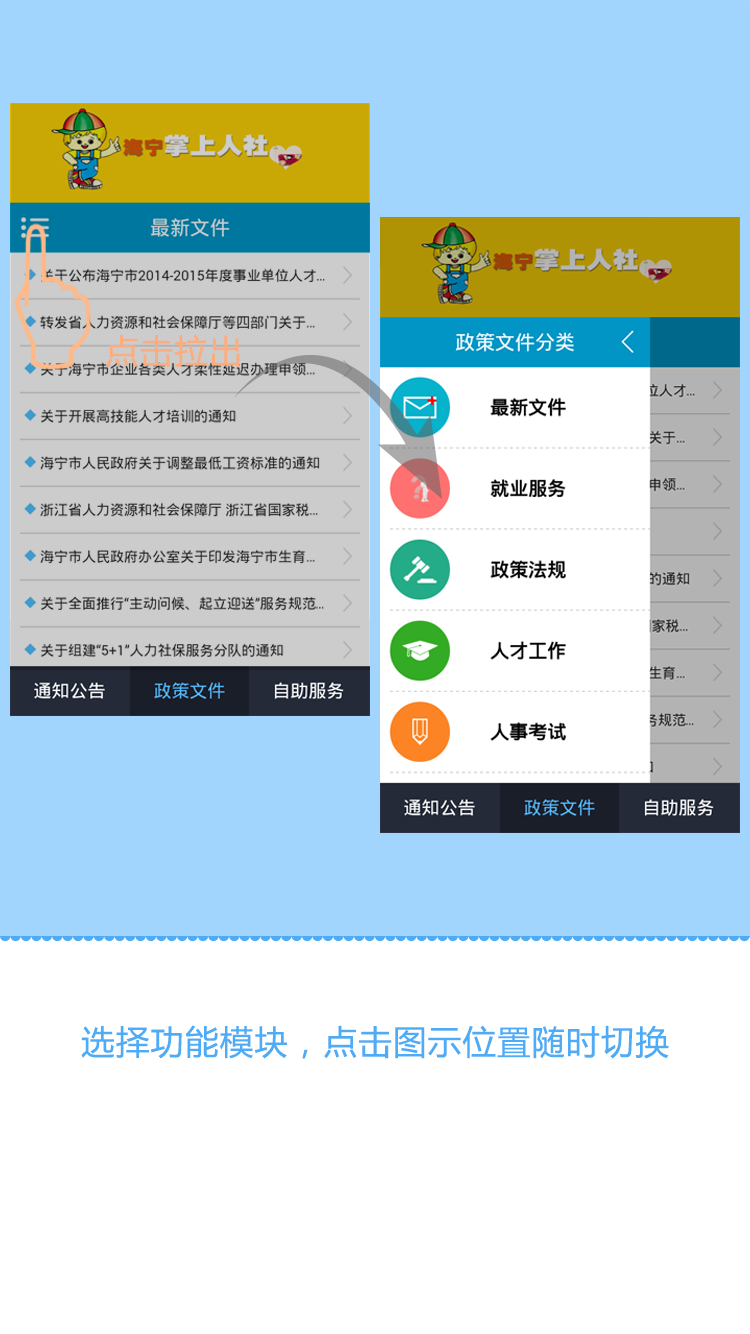 海宁掌上人社
最新文件
关于公布海宁市2014-2015年度事业单位人才...
转发省人力资源和社会保障厅等四部门关于...
点击拉出
关于海宁市企业各类人才柔性延迟办理申领...
关于开展高技能人才培训的通知
海宁市人民政府关于调整最低工资标准的通知
浙江省人力资源和社会保障厅 浙江省国家税...
海宁市人民政府办公室关于印发海宁市生育...
关于全面推行“主动问候、起立迎送”服务规范...
关于组建“5+1”人力社保服务分队的通知
通知公告 政策文件 自助服务
海宁掌上人社
政策文件分类
最新文件
就业服务
政策法规
人才工作
人事考试
位人才...
关于...
申领...
的通知
国家税...
生育...
务规范...
通知公告 政策文件 自助服务
选择功能模块，点击图示位置随时切换